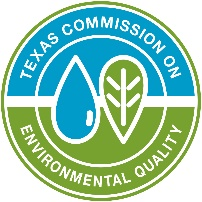 TEXAS COMMISSION ON
ENVIRONMENTAL QUALITY